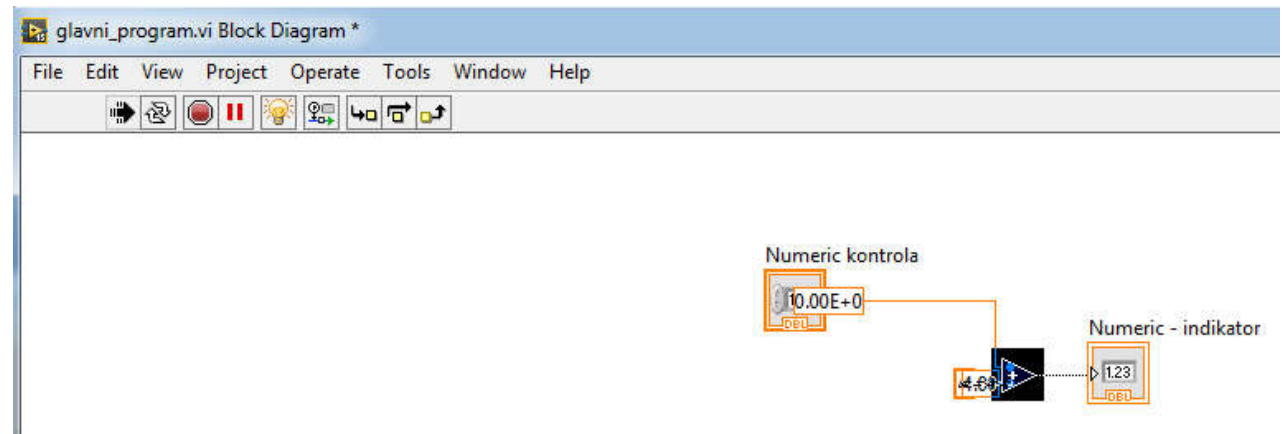 glavni_program.vi Block Diagram *
File Edit View Project Operate Tools Window Help
Numeric kontrola
10.00E+0
DBL
Numeric - indikator
1.23
DBL